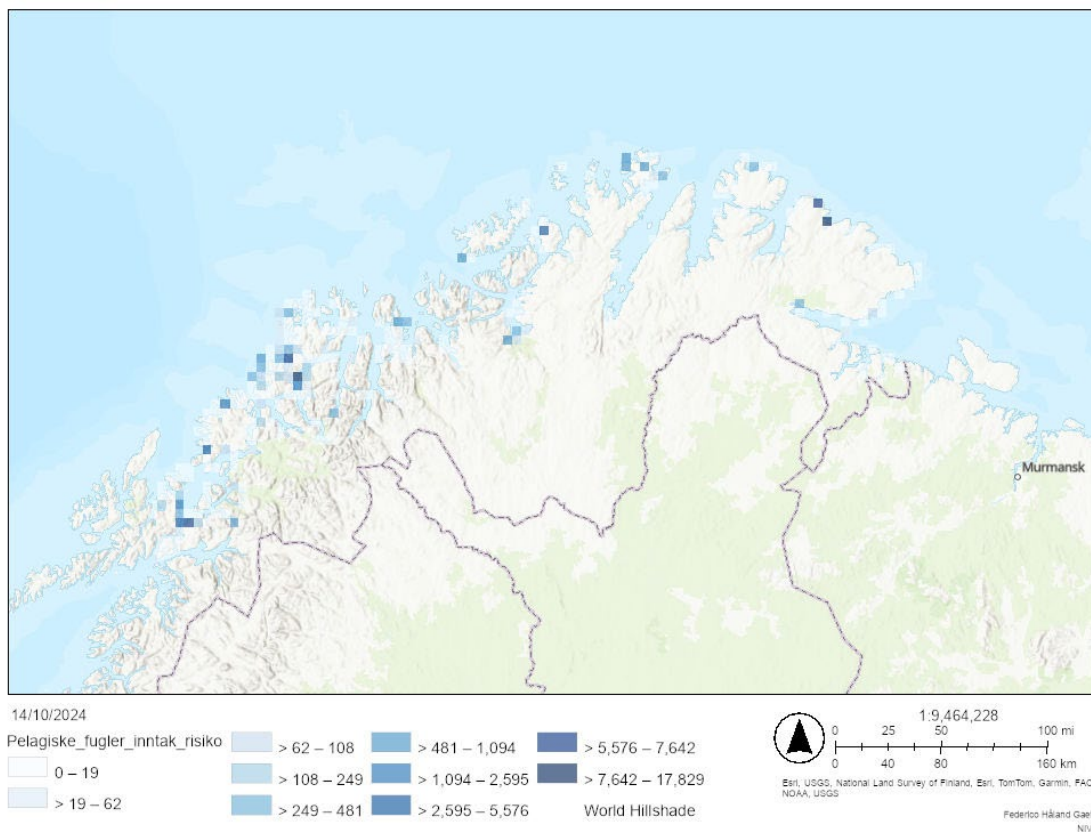 Murmansk
14/10/2024
Pelagiske_fugler_inntak_risiko
0 – 19
> 19 – 62
> 62 – 108
> 108 – 249
> 249 – 481
> 481 – 1,094
> 1,094 – 2,595
> 2,595 – 5,576
> 5,576 – 7,642
> 7,642 – 17,829
World Hillshade
1:9,464,228
0 25 50 100 mi
0 40 80 160 km
Esri, USGS, National Land Survey of Finland, Esri, TomTom, Garmin, FAO
NOAA, USGS
Federico Håland